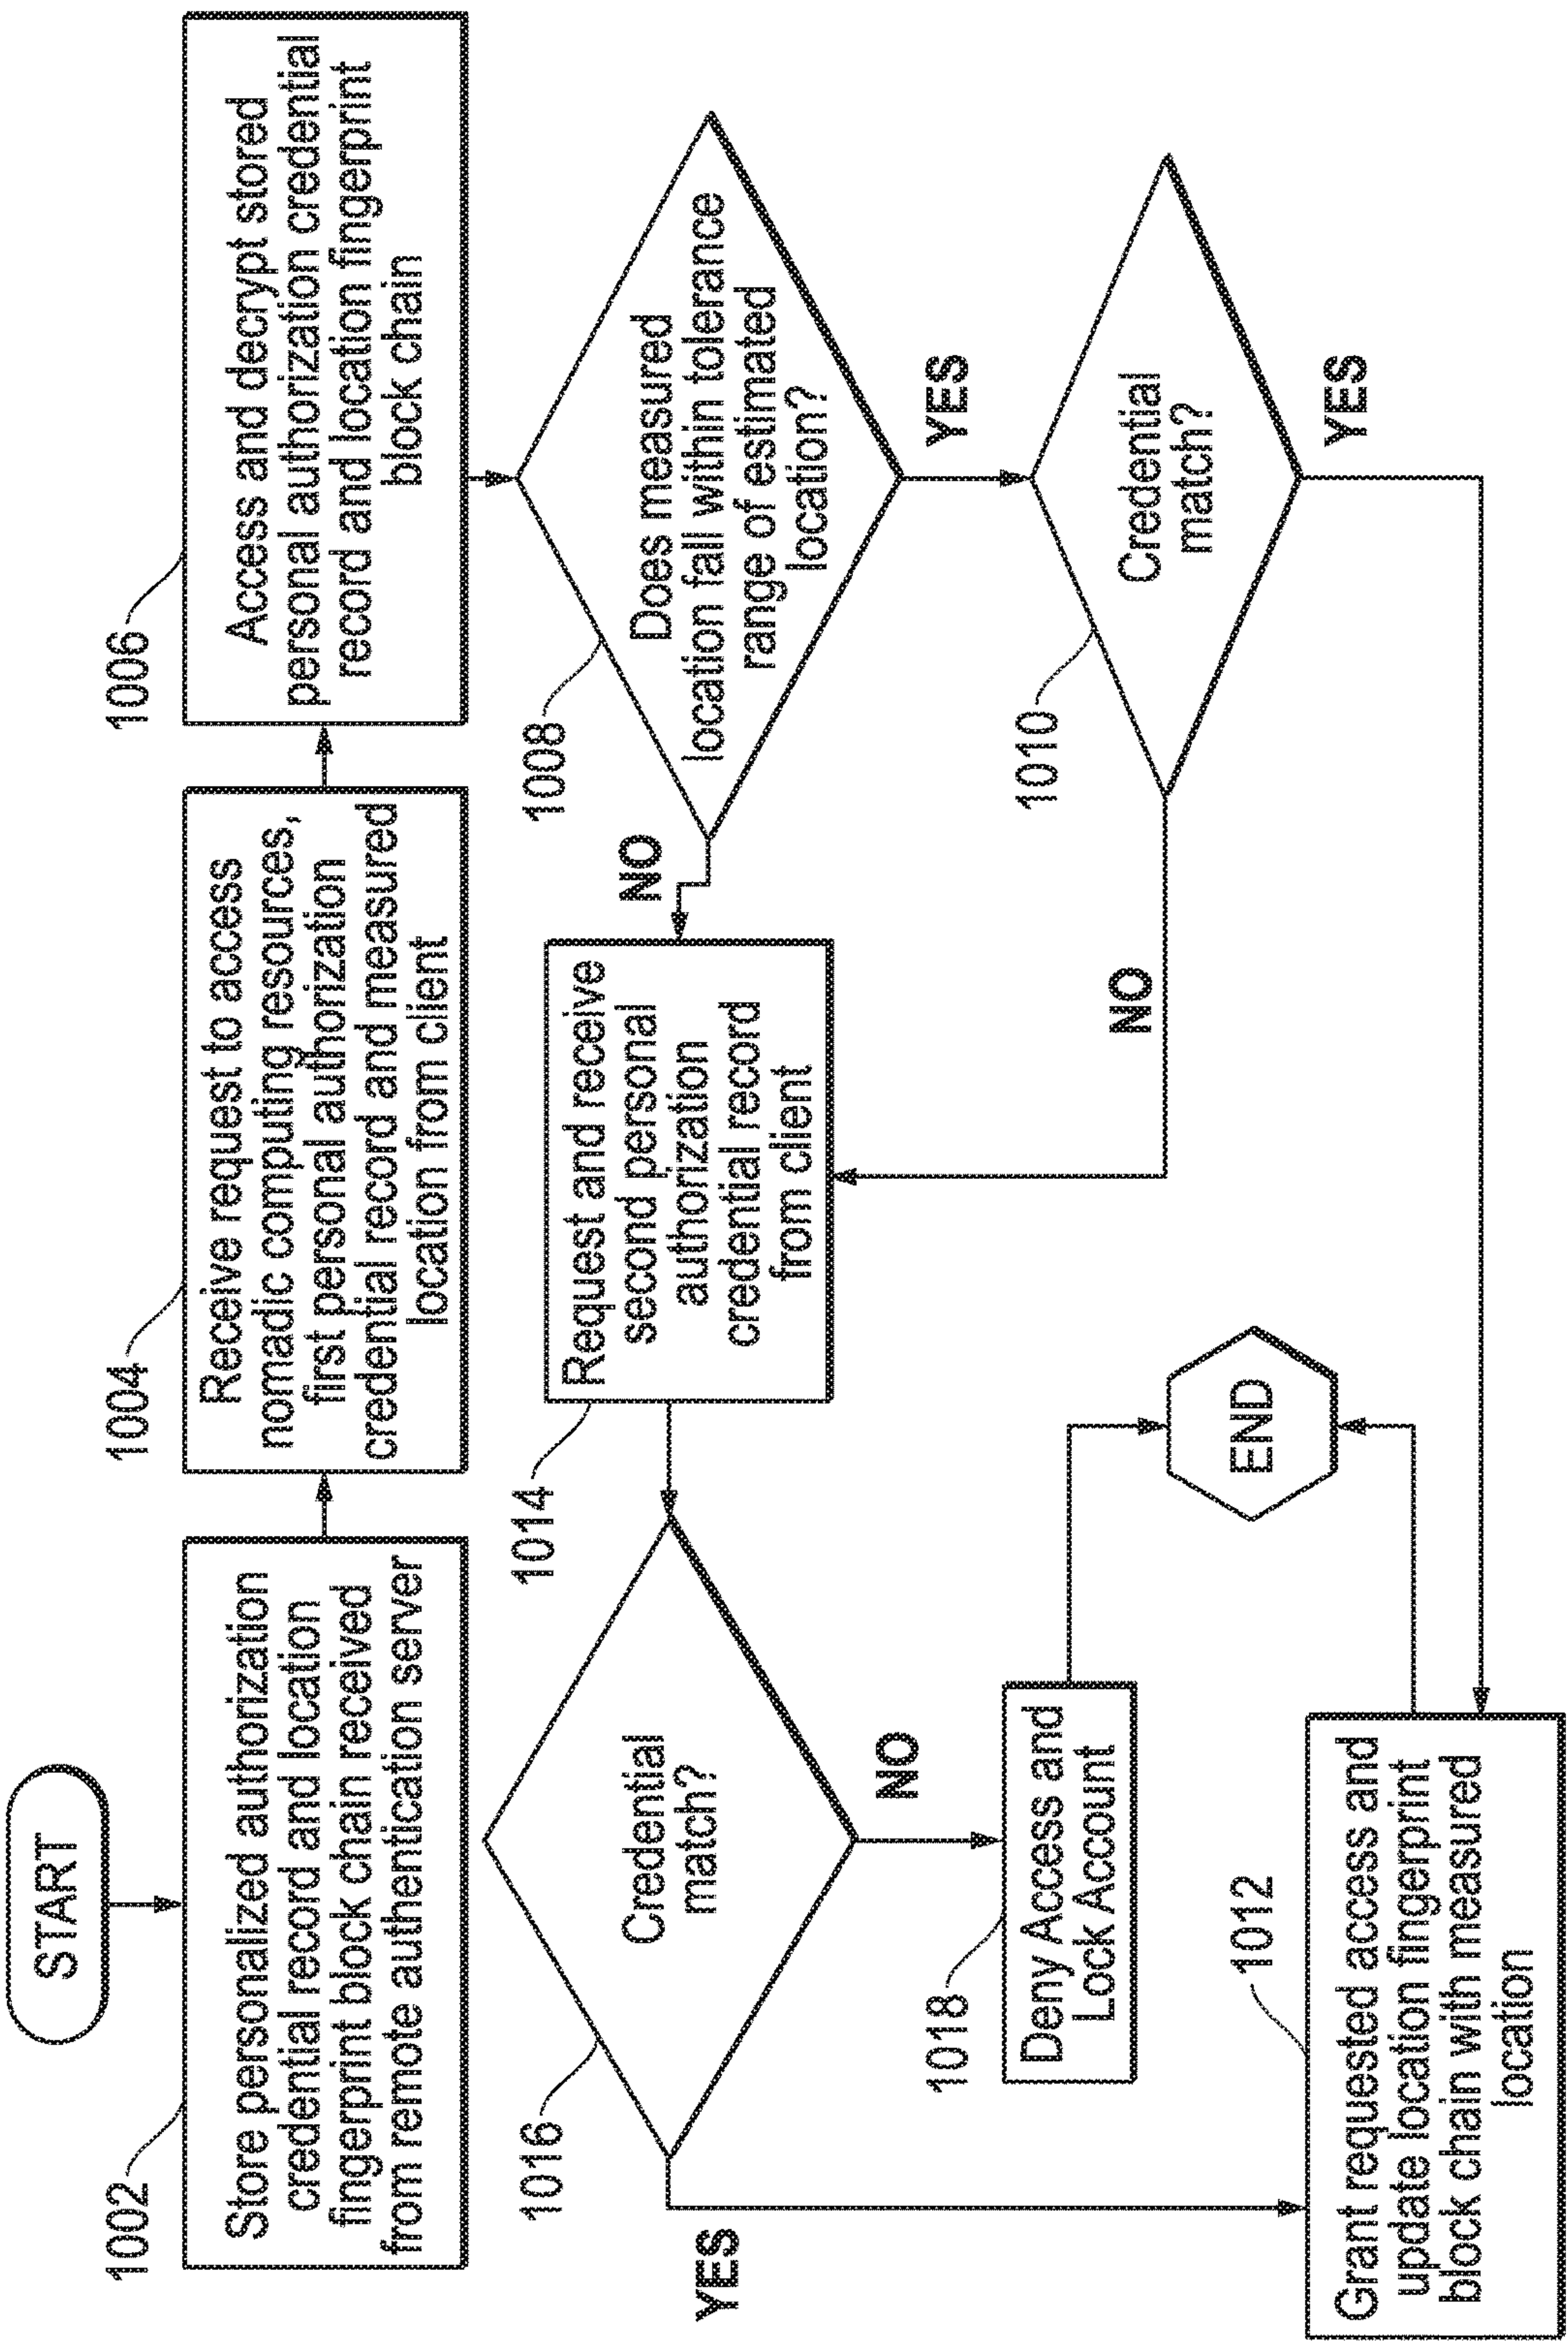 START
1002
Store personalized authorization
credential record and location
fingerprint block chain received
from remote authentication server
1004
Receive request to access
nomadic computing resources,
first personal authorization
credential record and measured
location from client
1006
Access and decrypt stored
personal authorization credential
record and location fingerprint
block chain
1008
Does measured
location fall within tolerance
range of estimated
location?
NO
YES
1010
Credential
match?
NO
YES
1014
Request and receive
second personal
authorization
credential record
from client
1016
Credential
match?
YES
NO
1018
Deny Access and
Lock Account
1012
Grant requested access and
update location fingerprint
block chain with measured
location
END